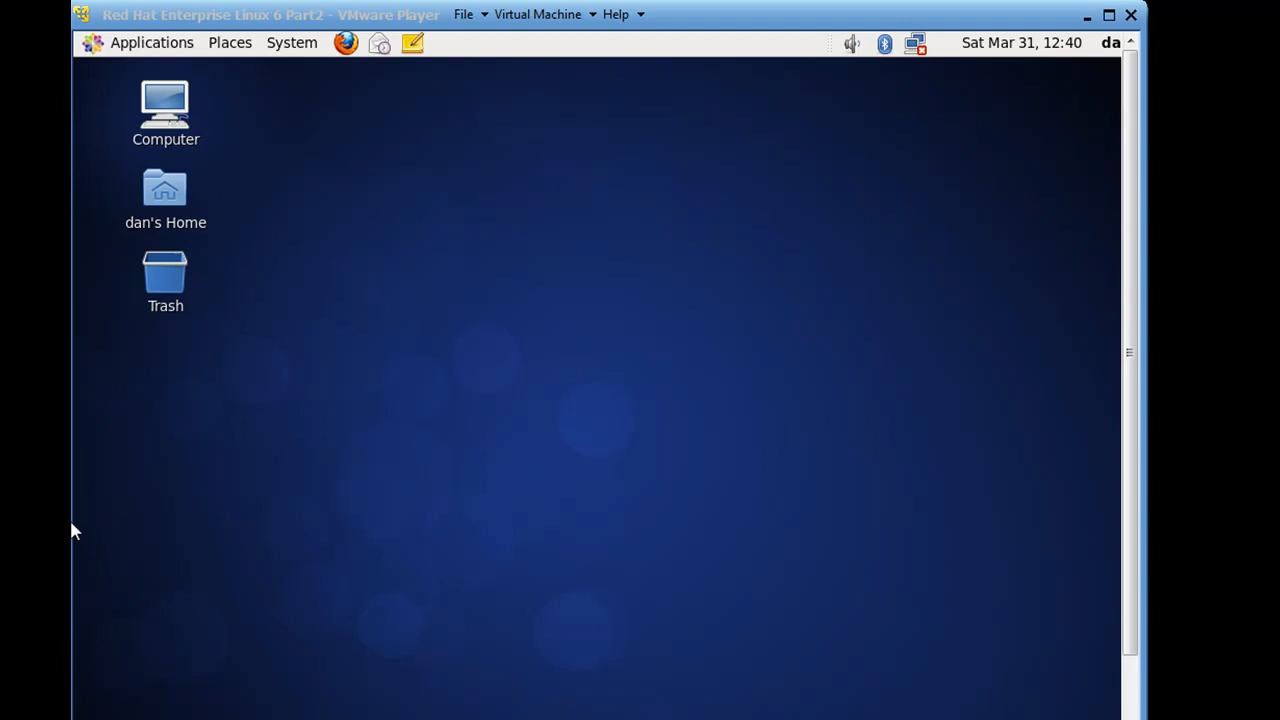 Red Hat Enterprise Linux 6 Part2 - VMware Player File Virtual Machine Help
Applications Places System Sat Mar 31, 12:40 da
Computer
dan's Home
Trash